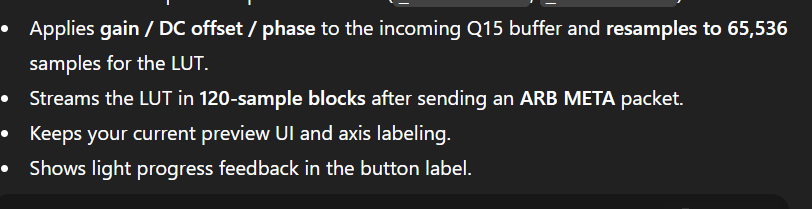 • Applies gain / DC offset / phase to the incoming Q15 buffer and resamples to 65,536
samples for the LUT.
• Streams the LUT in 120-sample blocks after sending an ARB META packet.
• Keeps your current preview UI and axis labeling.
• Shows light progress feedback in the button label.